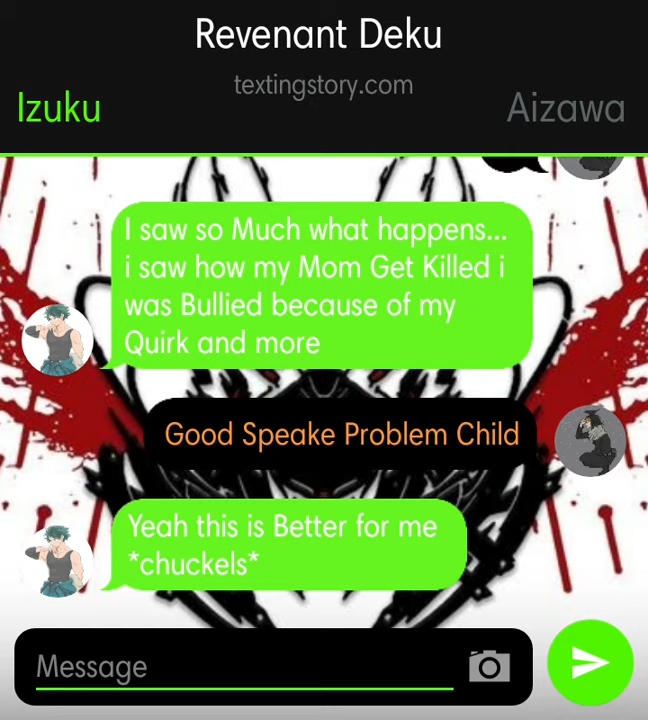 Revenant Deku
textingstory.com
Izuku
Aizawa
I saw so Much what happens...
i saw how my Mom Get Killed i
was Bullied because of my
Quirk and more
Good Speake Problem Child
Yeah this is Better for me
*chuckels*
Message